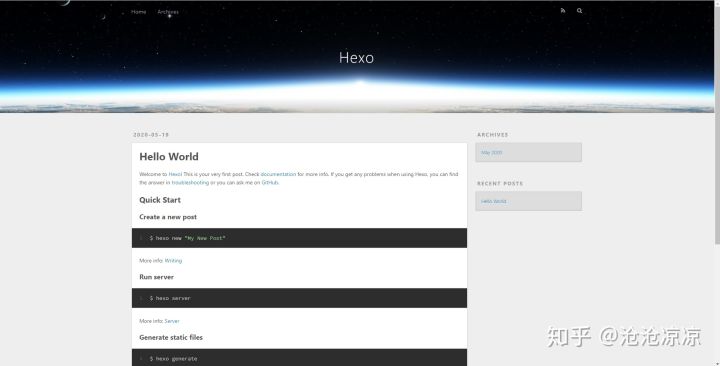 Home Archives
Hexo
2020-05-19
Hello World
Welcome to Hexo! This is your very first post. Check documentation for more info. If you get any problems when using Hexo, you can
find the answer in troubleshooting or you can ask me on GitHub.
Quick Start
Create a new post
1 $ hexo new "My New Post"
More info: Writing
Run server
1 $ hexo server
More info: Server
Generate static files
1 $ hexo generate
ARCHIVES
May 2020
RECENT POSTS
Hello World
知乎 @沧沧凉凉